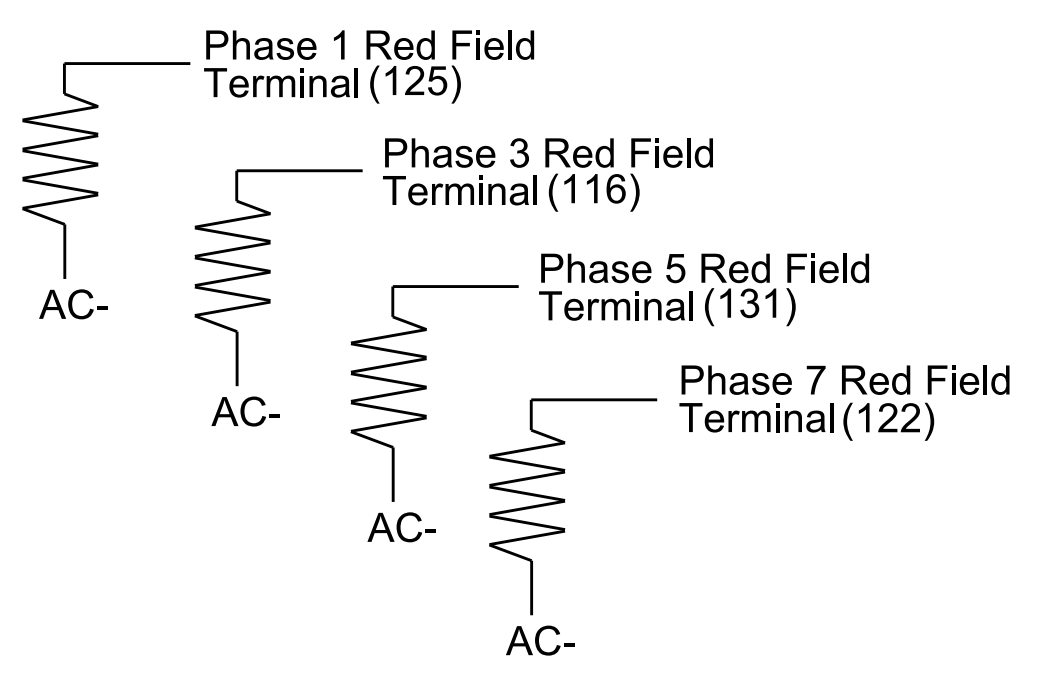 Phase 1 Red Field
Terminal (125)
AC-
Phase 3 Red Field
Terminal (116)
AC-
Phase 5 Red Field
Terminal (131)
AC-
Phase 7 Red Field
Terminal (122)
AC-